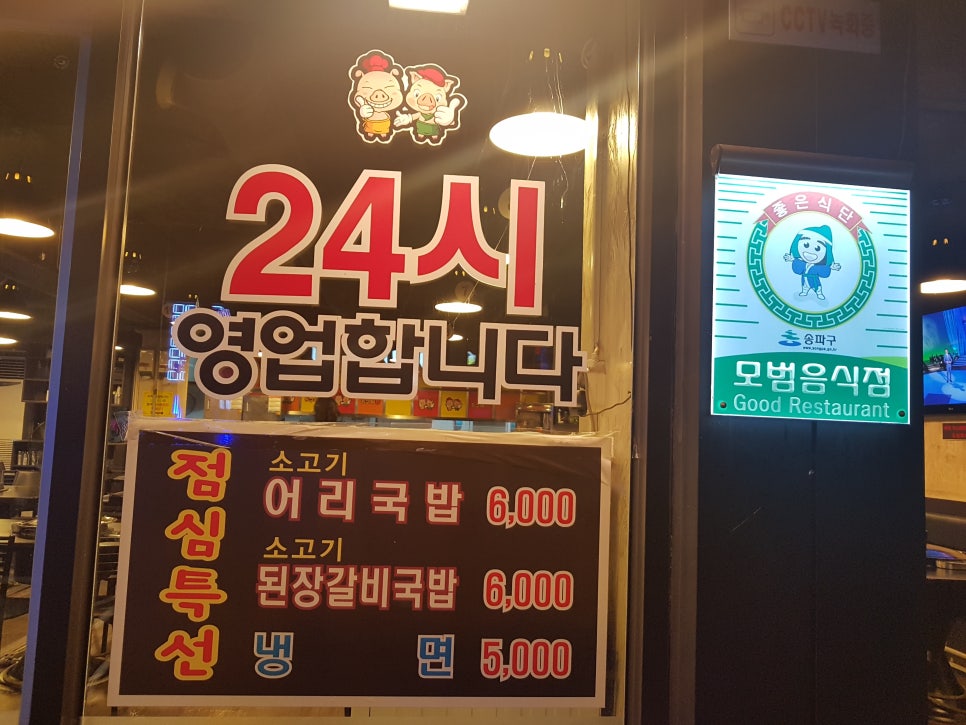 24시
영업합니다
점심특선
소고기
어리국밥 6,000
소고기
된장갈비국밥 6,000
냉면 5,000
CCTV녹화중
좋은식단
송파구
모범음식점
Good Restaurant